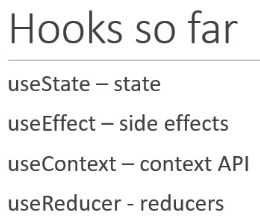 Hooks so far
useState – state
useEffect – side effects
useContext – context API
useReducer - reducers